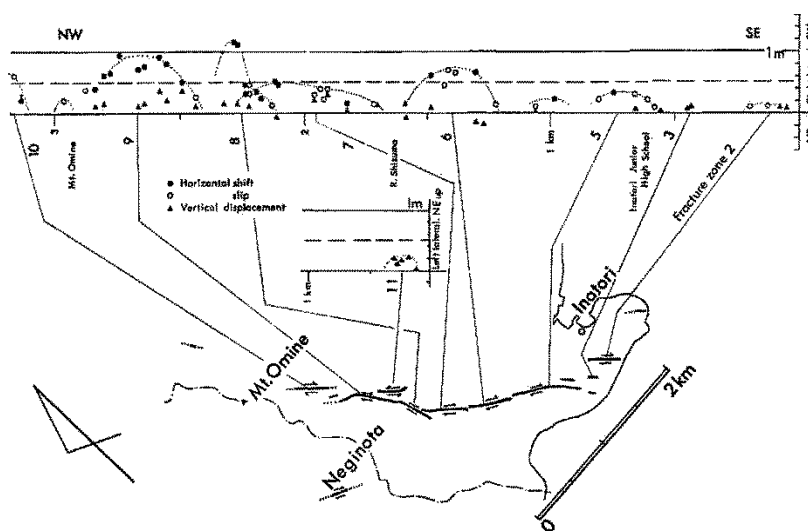 NW
SE
1m
10
3
Mt. Omine
9
8
2
7
R. Shizumo
6
1 km
5
Inatori Junior
High School
3
Fracture zone 2
● Horizontal shift
○ slip
▲ Vertical displacement
1m
Left lateral, NE up
1 km
11
Inatori
Mt. Omine
Neginota
2km
0